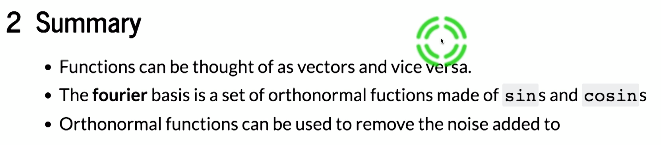 2 Summary
• Functions can be thought of as vectors and vice versa.
• The fourier basis is a set of orthonormal fuctions made of sins and cosins
• Orthonormal functions can be used to remove the noise added to